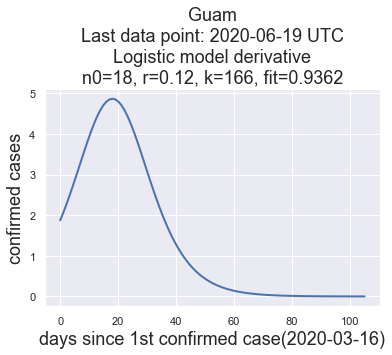 Guam
Last data point: 2020-06-19 UTC
Logistic model derivative
n0=18, r=0.12, k=166, fit=0.9362
5
4
3
2
1
0
confirmed cases
0 20 40 60 80 100
days since 1st confirmed case(2020-03-16)